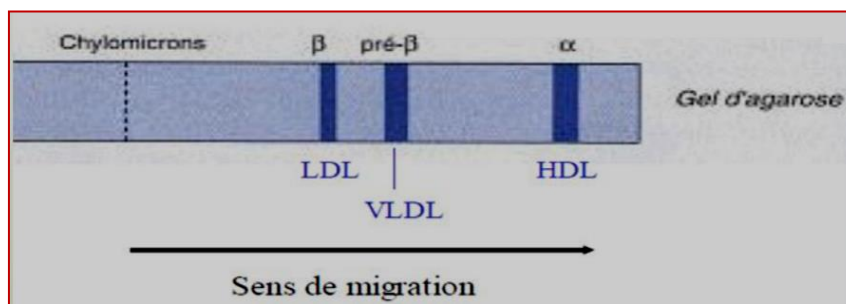 Chylomicrons β pré-β α
Gel d'agarose
LDL HDL
VLDL
Sens de migration